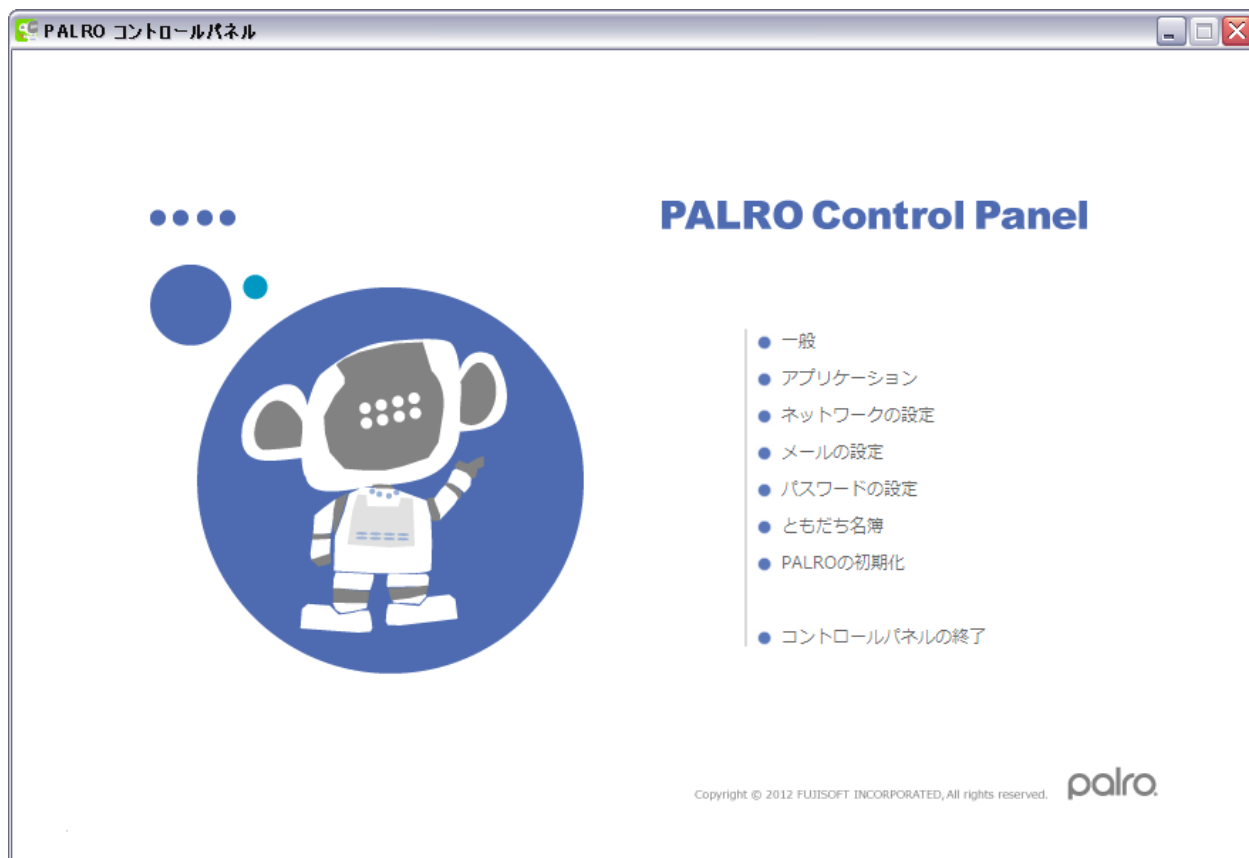 PALRO コントロールパネル
PALRO Control Panel
一般
アプリケーション
ネットワークの設定
メールの設定
パスワードの設定
ともだち名簿
PALROの初期化
コントロールパネルの終了
Copyright © 2012 FUJISOFT INCORPORATED, All rights reserved.
palro.